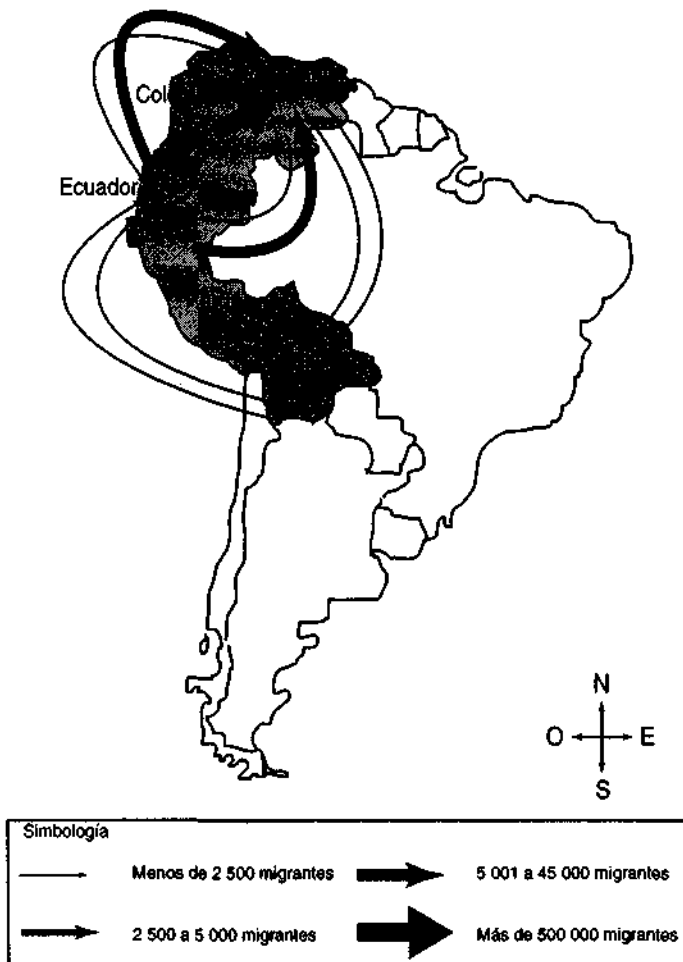 Ecuador
N
O E
S
Simbología
Menos de 2 500 migrantes
5 001 a 45 000 migrantes
2 500 a 5 000 migrantes
Más de 500 000 migrantes